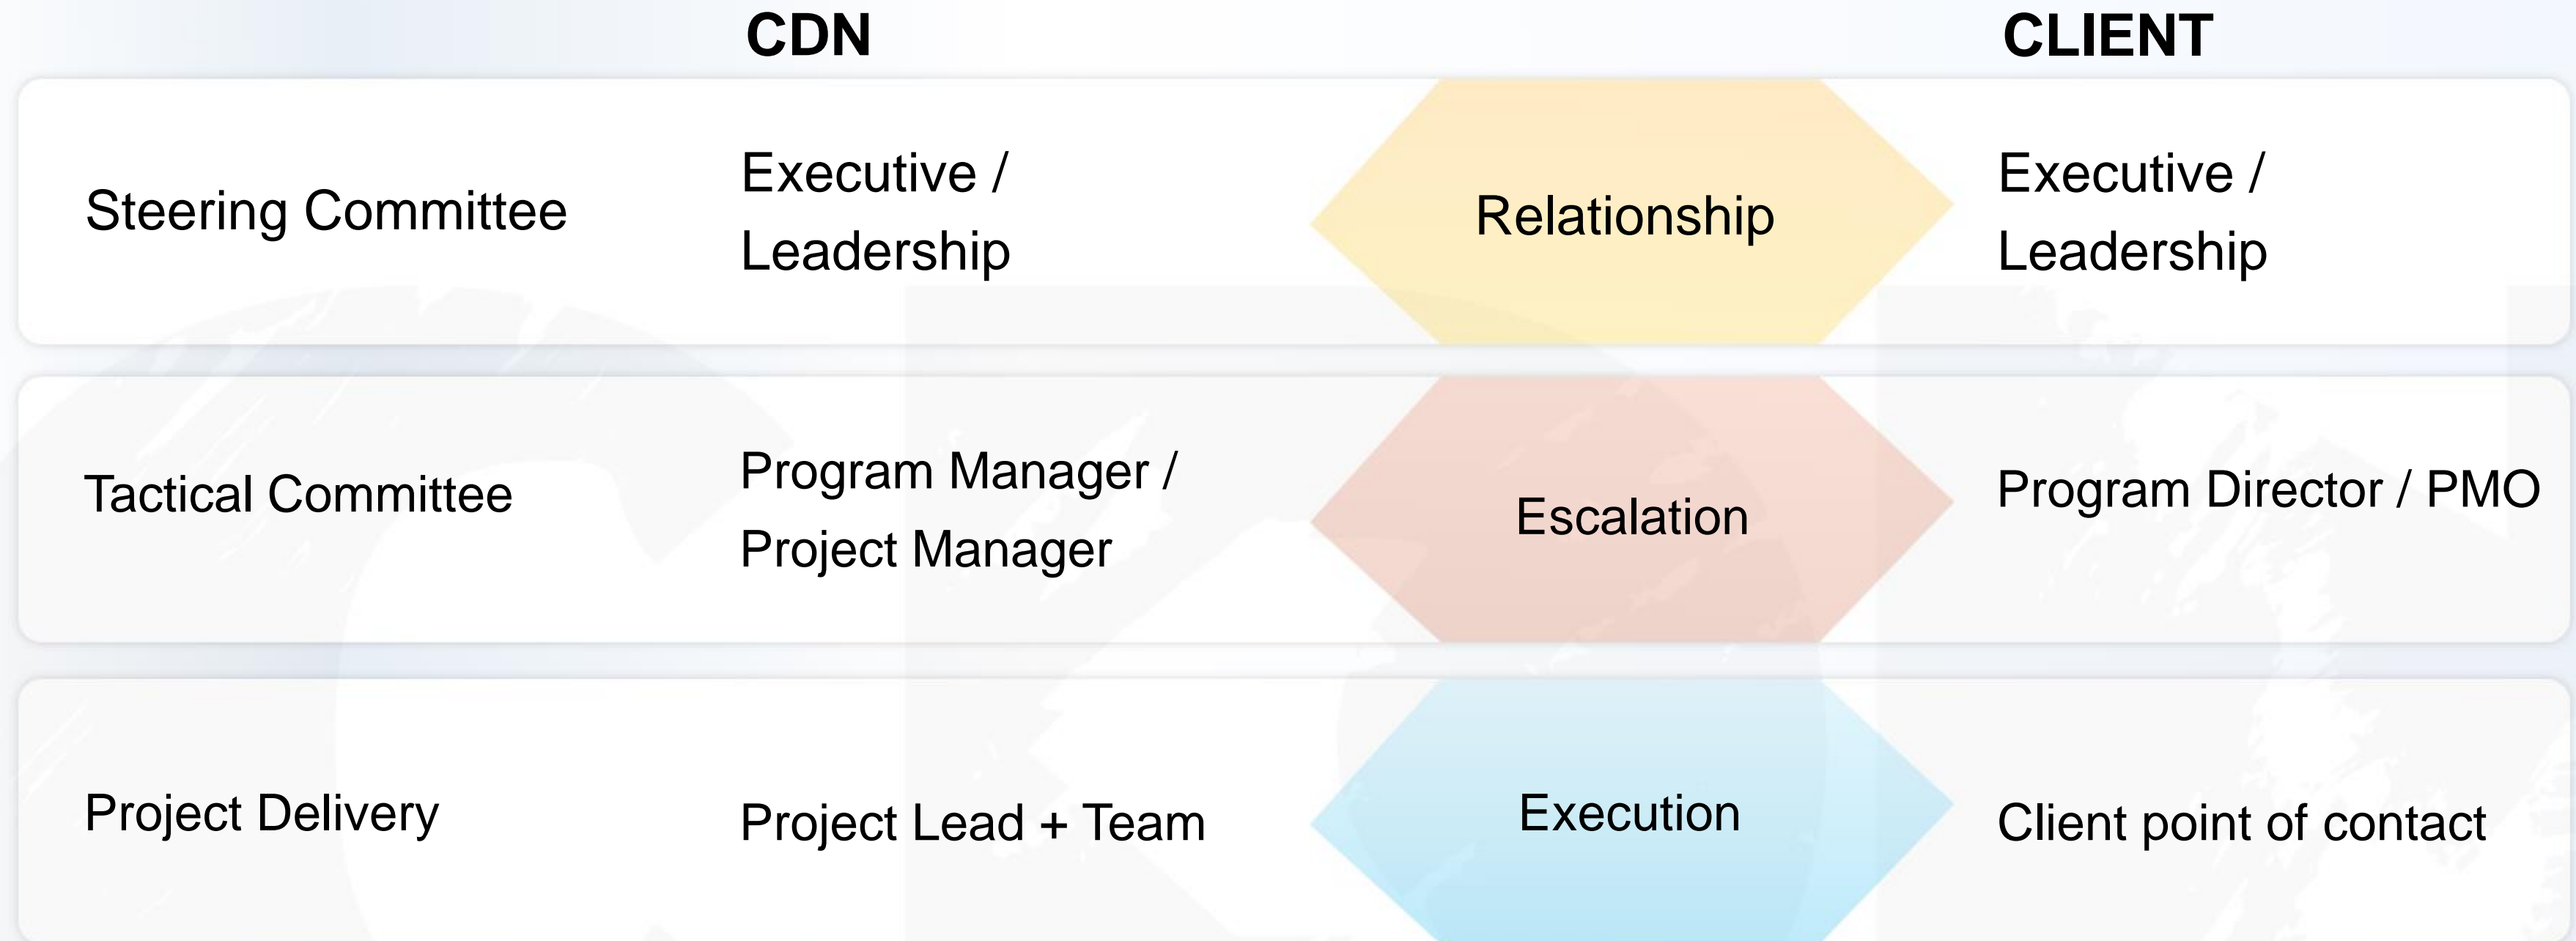 CDN
CLIENT
Steering Committee
Executive /
Leadership
Relationship
Executive /
Leadership
Tactical Committee
Program Manager /
Project Manager
Escalation
Program Director / PMO
Project Delivery
Project Lead + Team
Execution
Client point of contact